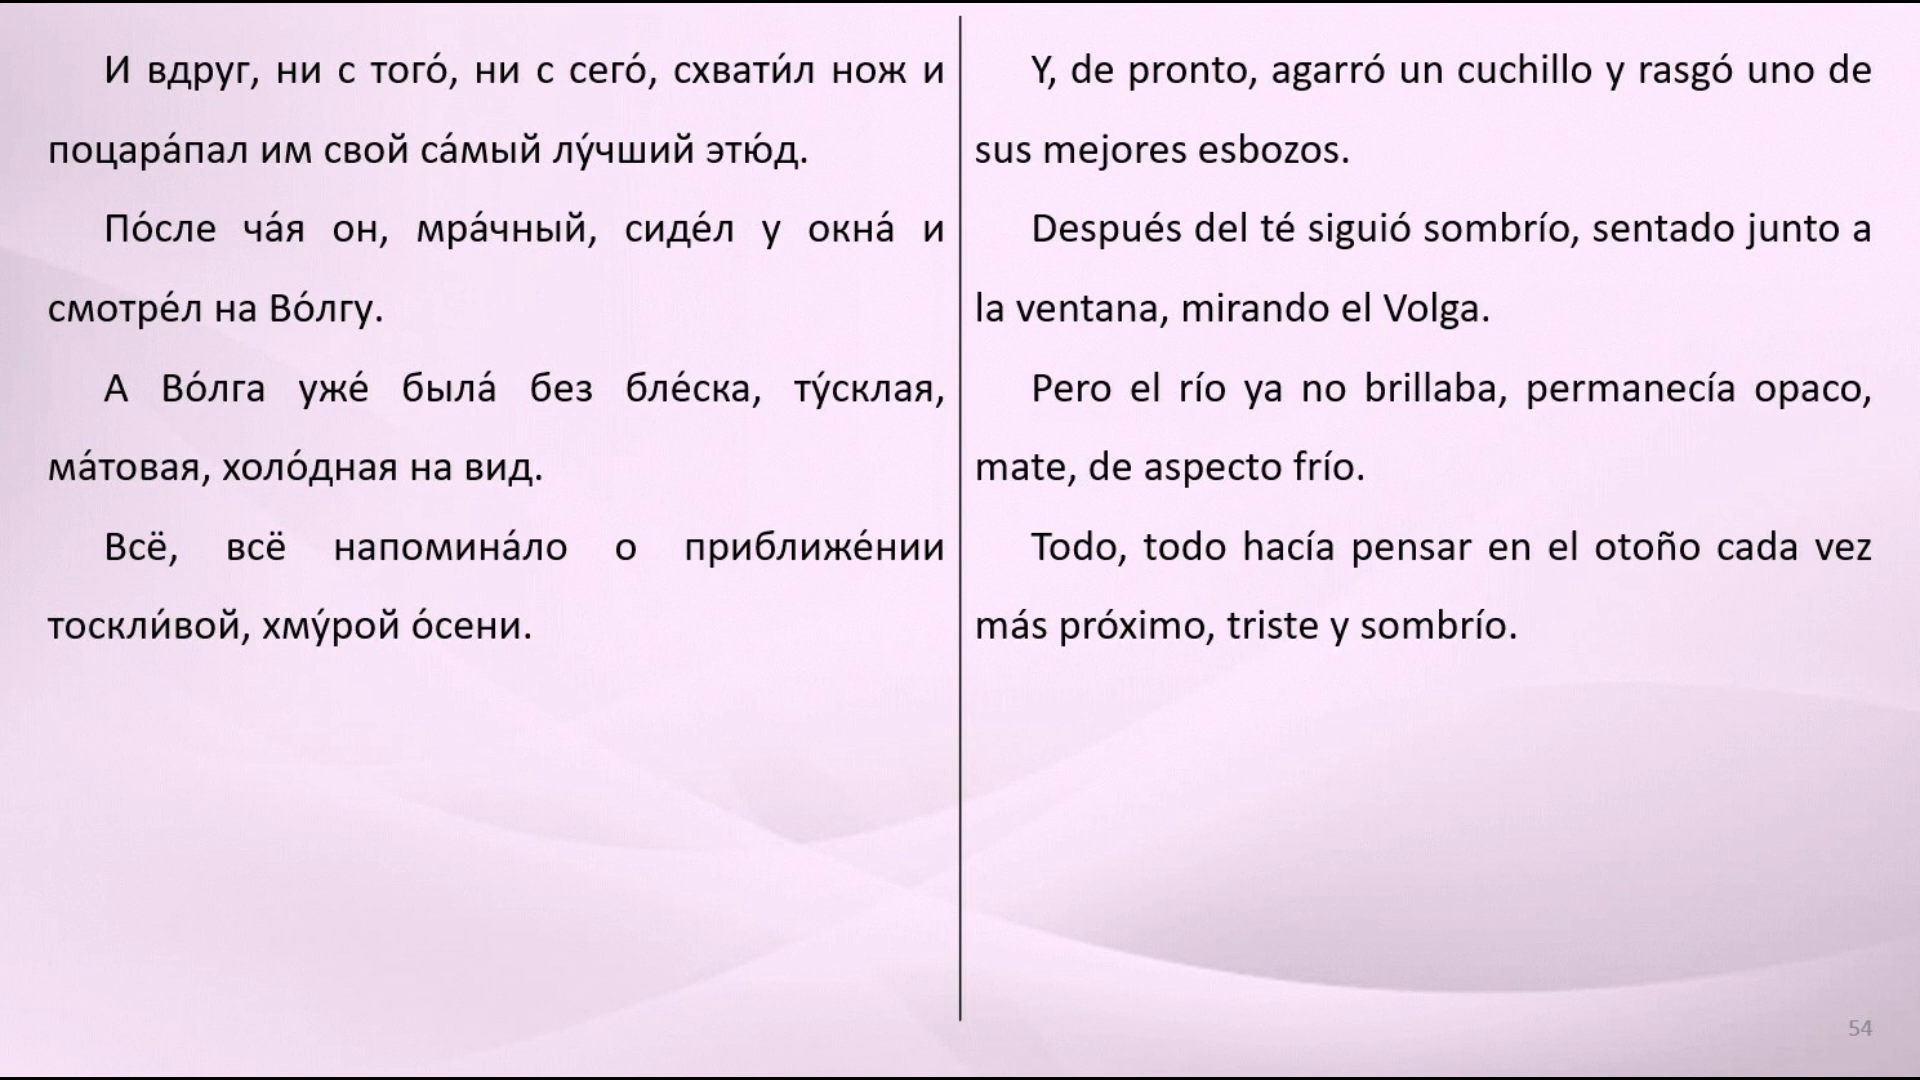 И вдруг, ни с того́, ни с сего́, схвати́л нож и
поцара́пал им свой са́мый лу́чший этю́д.
По́сле ча́я он, мра́чный, сиде́л у окна́ и
смотре́л на Во́лгу.
А Во́лга уже́ была́ без бле́ска, ту́склая,
ма́товая, холо́дная на вид.
Всё, всё напомина́ло о приближе́нии
тоскли́вой, хму́рой о́сени.
Y, de pronto, agarró un cuchillo y rasgó uno de
sus mejores esbozos.
Después del té siguió sombrío, sentado junto a
la ventana, mirando el Volga.
Pero el río ya no brillaba, permanecía opaco,
mate, de aspecto frío.
Todo, todo hacía pensar en el otoño cada vez
más próximo, triste y sombrío.
54